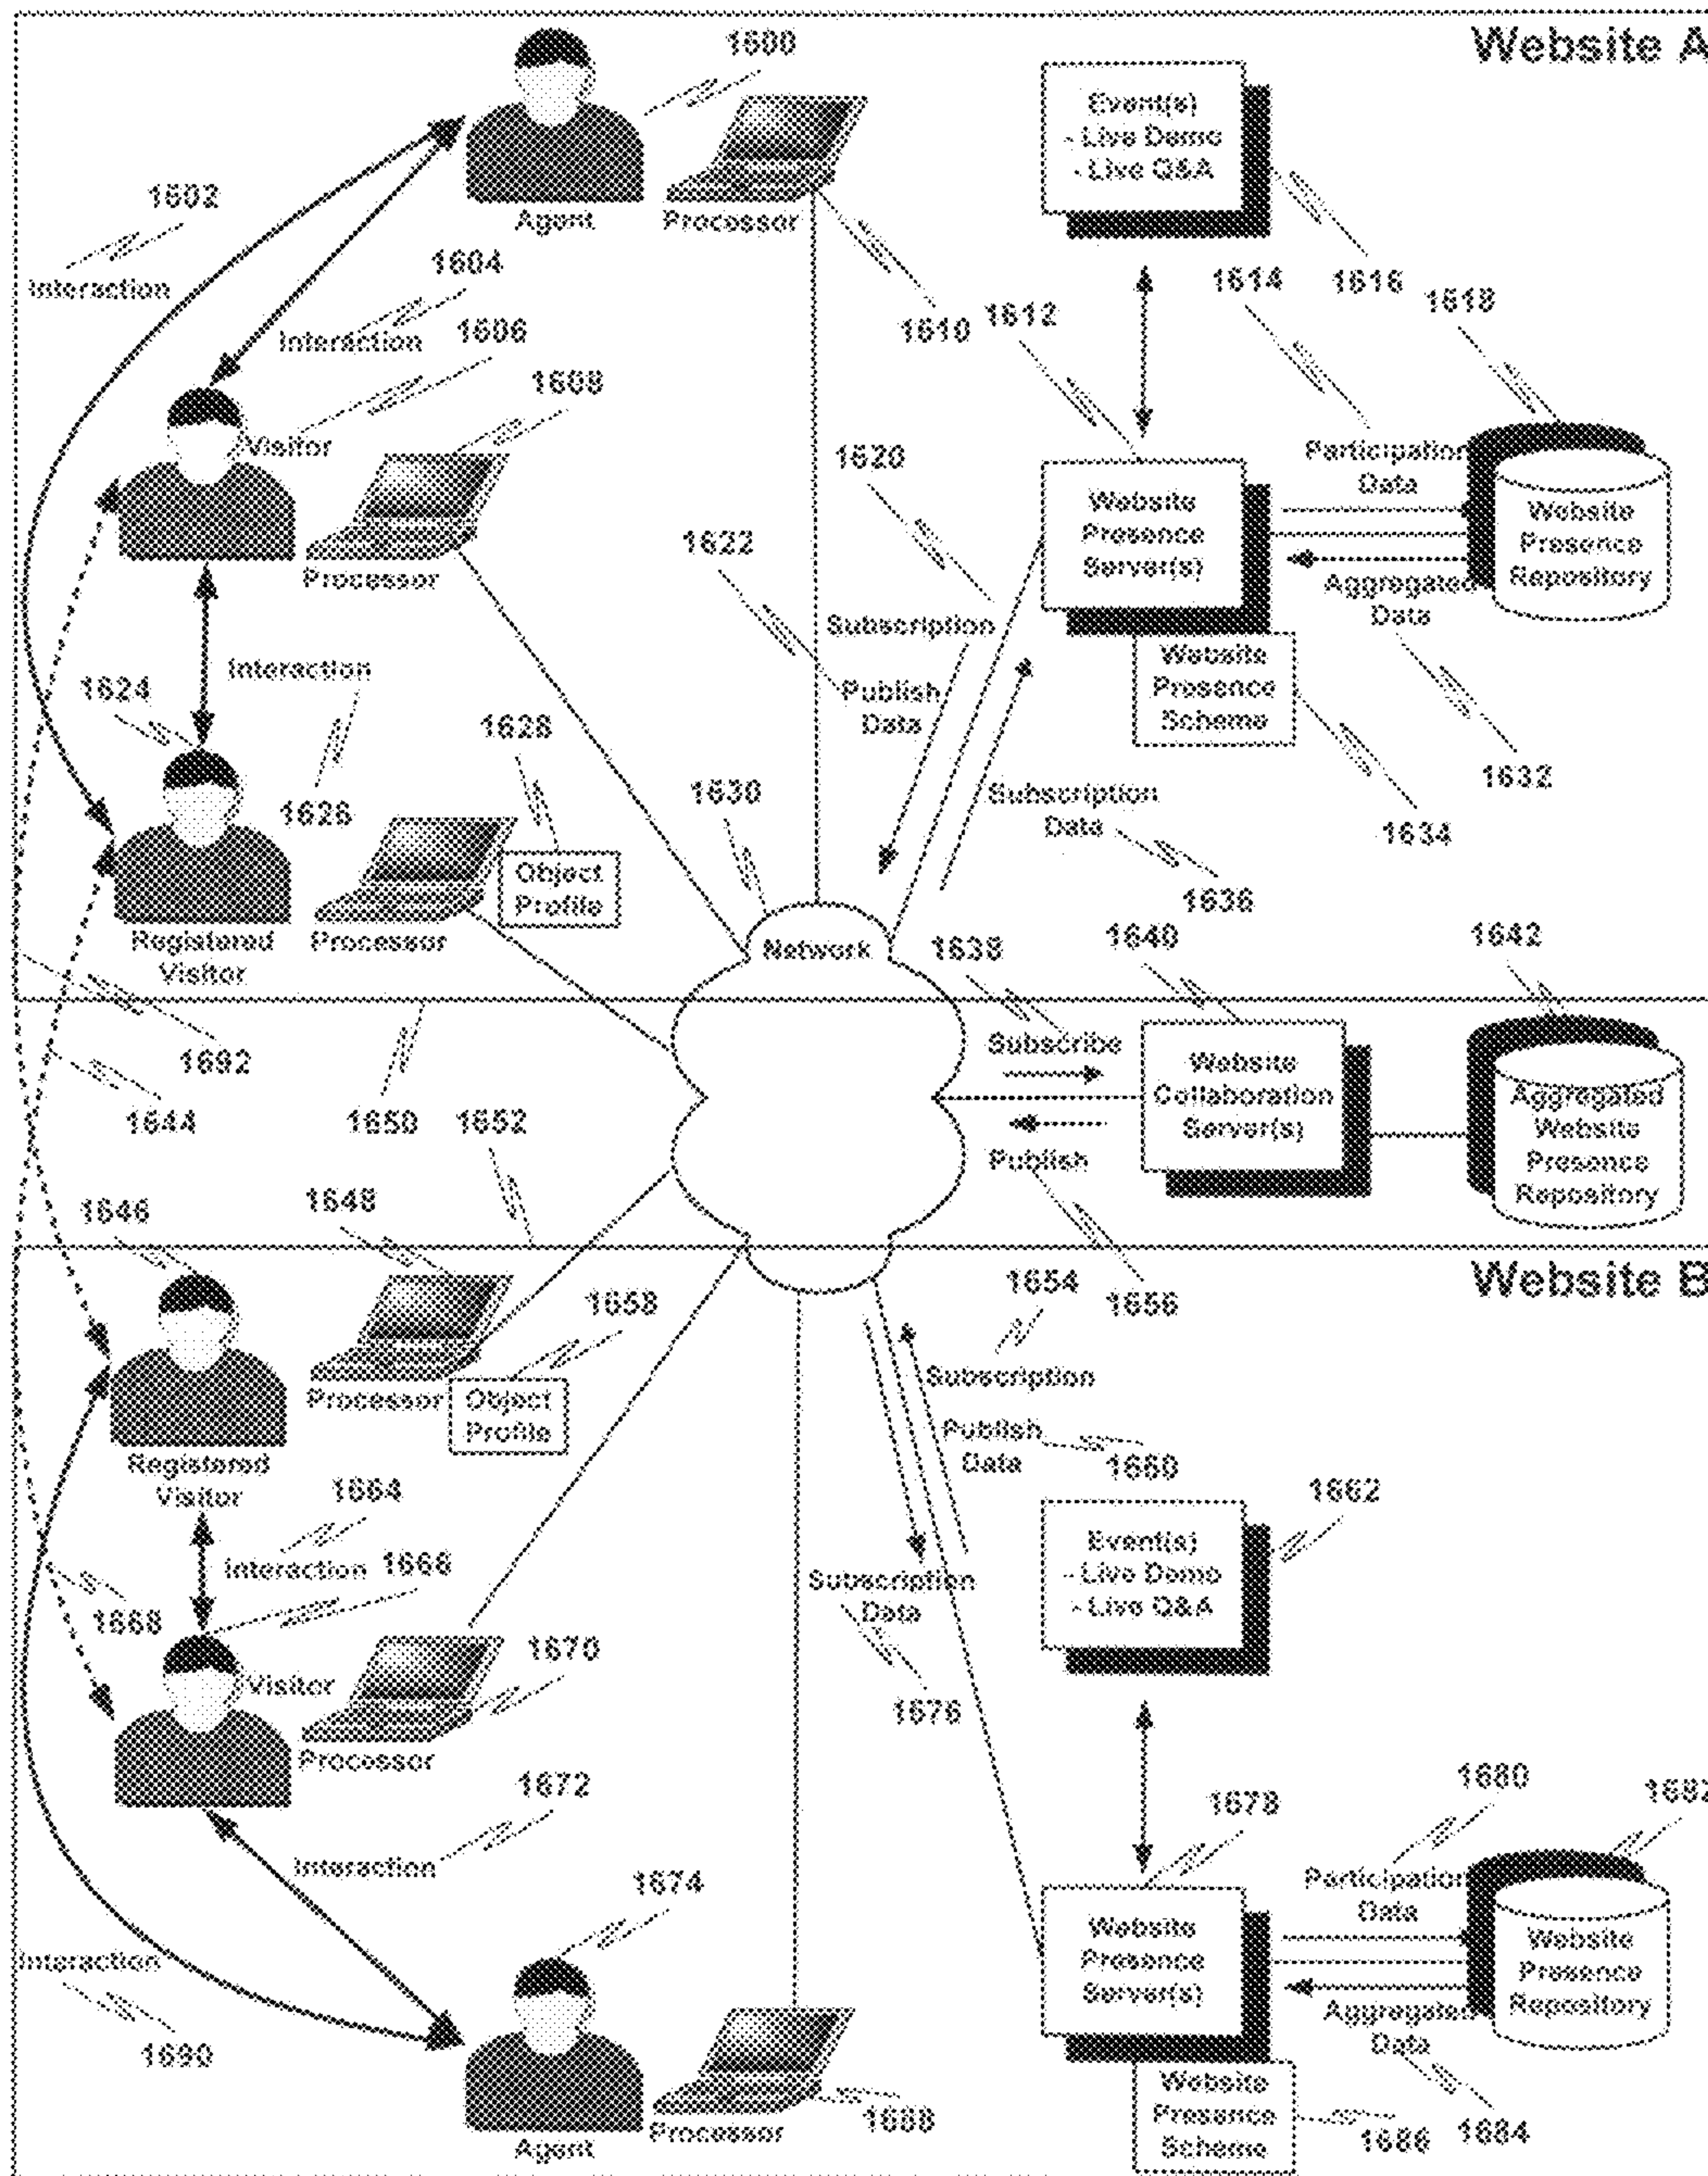 Website A
1600
Event(s)
- Live Demo
- Live Q&A
Agent
Processor
1602
Interaction
1604
Interaction
1606
1608
1610
1612
1614
1616
1618
Visitor
Processor
1620
1622
Participation
Data
Website
Presence
Server(s)
Website
Presence
Repository
Aggregated
Data
Subscription
Publish
Data
Website
Presence
Scheme
Interaction
1624
1626
1628
1630
1632
1634
Subscription
Data
1636
Object
Profile
Registered
Visitor
Processor
Network
1638
1640
1642
1692
1644
1650
1652
Subscribe
Publish
Website
Collaboration
Server(s)
Aggregated
Website
Presence
Repository
1646
1648
Website B
1654
1656
1658
Processor
Object
Profile
Registered
Visitor
Subscription
Publish
Data
1660
1662
Event(s)
- Live Demo
- Live Q&A
1664
Interaction
1666
1668
Subscription
Data
Visitor
1670
Processor
1676
1672
Interaction
1678
1680
1682
1674
Participation
Data
Website
Presence
Server(s)
Website
Presence
Repository
Aggregated
Data
Interaction
1690
Agent
Processor
1688
Website
Presence
Scheme
1686
1684